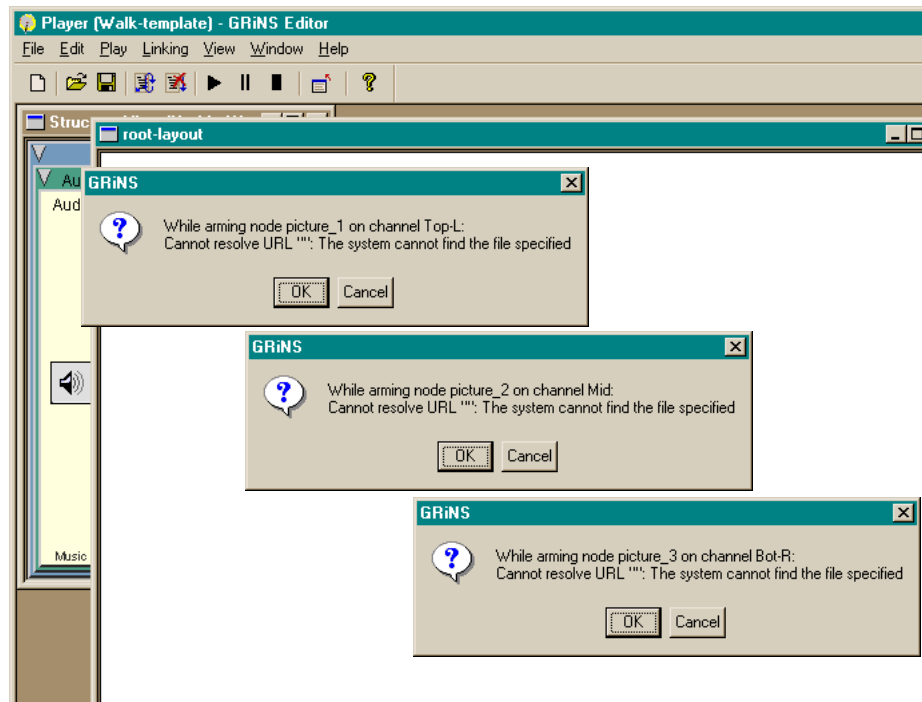 Player (Walk-template) - GRiNS Editor
File Edit Play Linking View Window Help
Struc
root-layout
Au
Aud
GRiNS
While arming node picture_1 on channel Top-L:
Cannot resolve URL "": The system cannot find the file specified
OK Cancel
GRiNS
While arming node picture_2 on channel Mid:
Cannot resolve URL "": The system cannot find the file specified
OK Cancel
GRiNS
While arming node picture_3 on channel Bot-R:
Cannot resolve URL "": The system cannot find the file specified
OK Cancel
Music